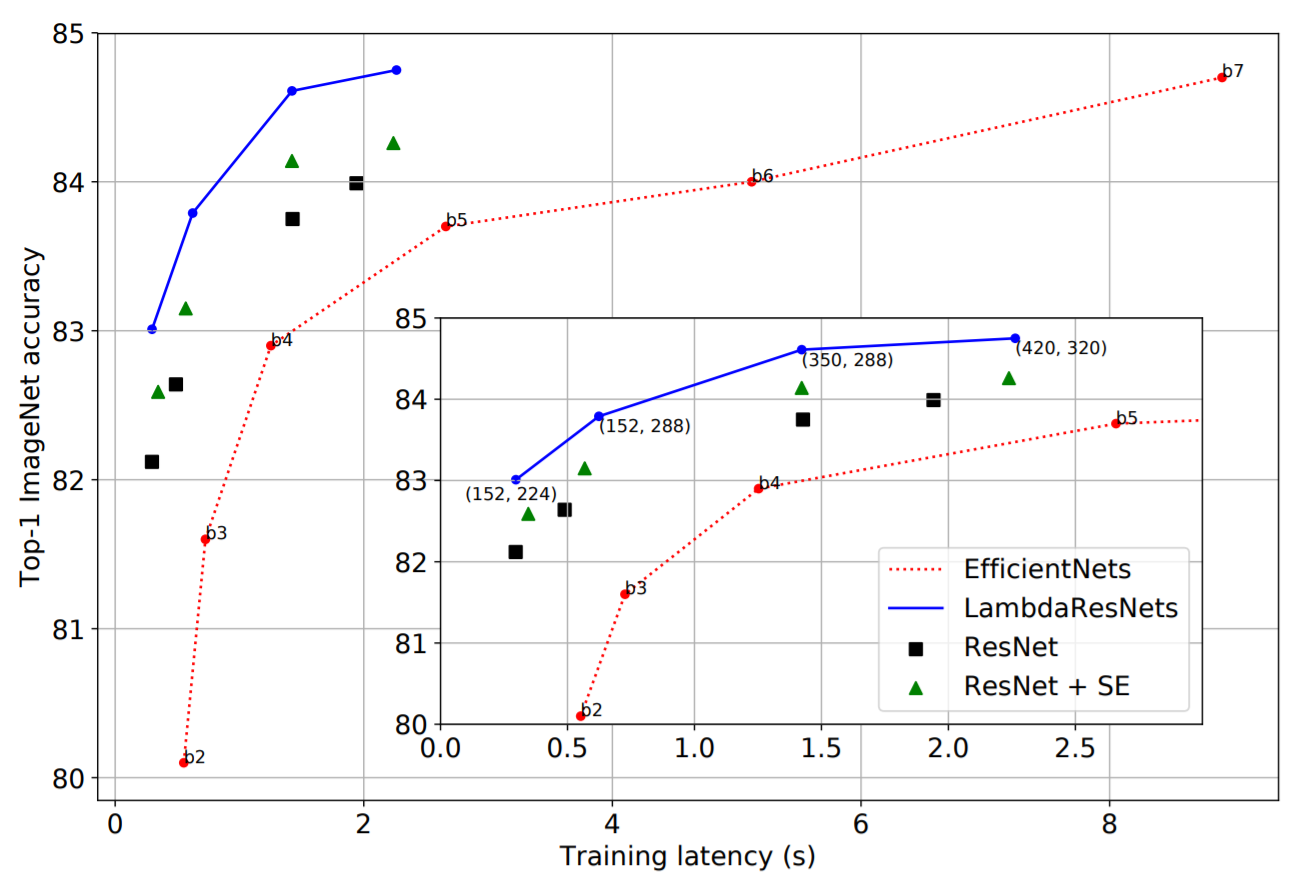 Top-1 ImageNet accuracy
85
84
83
82
81
80
0
2
4
6
8
Training latency (s)
b2
b3
b4
b5
b6
b7
85
84
83
82
81
80
0.0
0.5
1.0
1.5
2.0
2.5
(152, 224)
(152, 288)
(350, 288)
(420, 320)
b2
b3
b4
b5
EfficientNets
LambdaResNets
ResNet
ResNet + SE